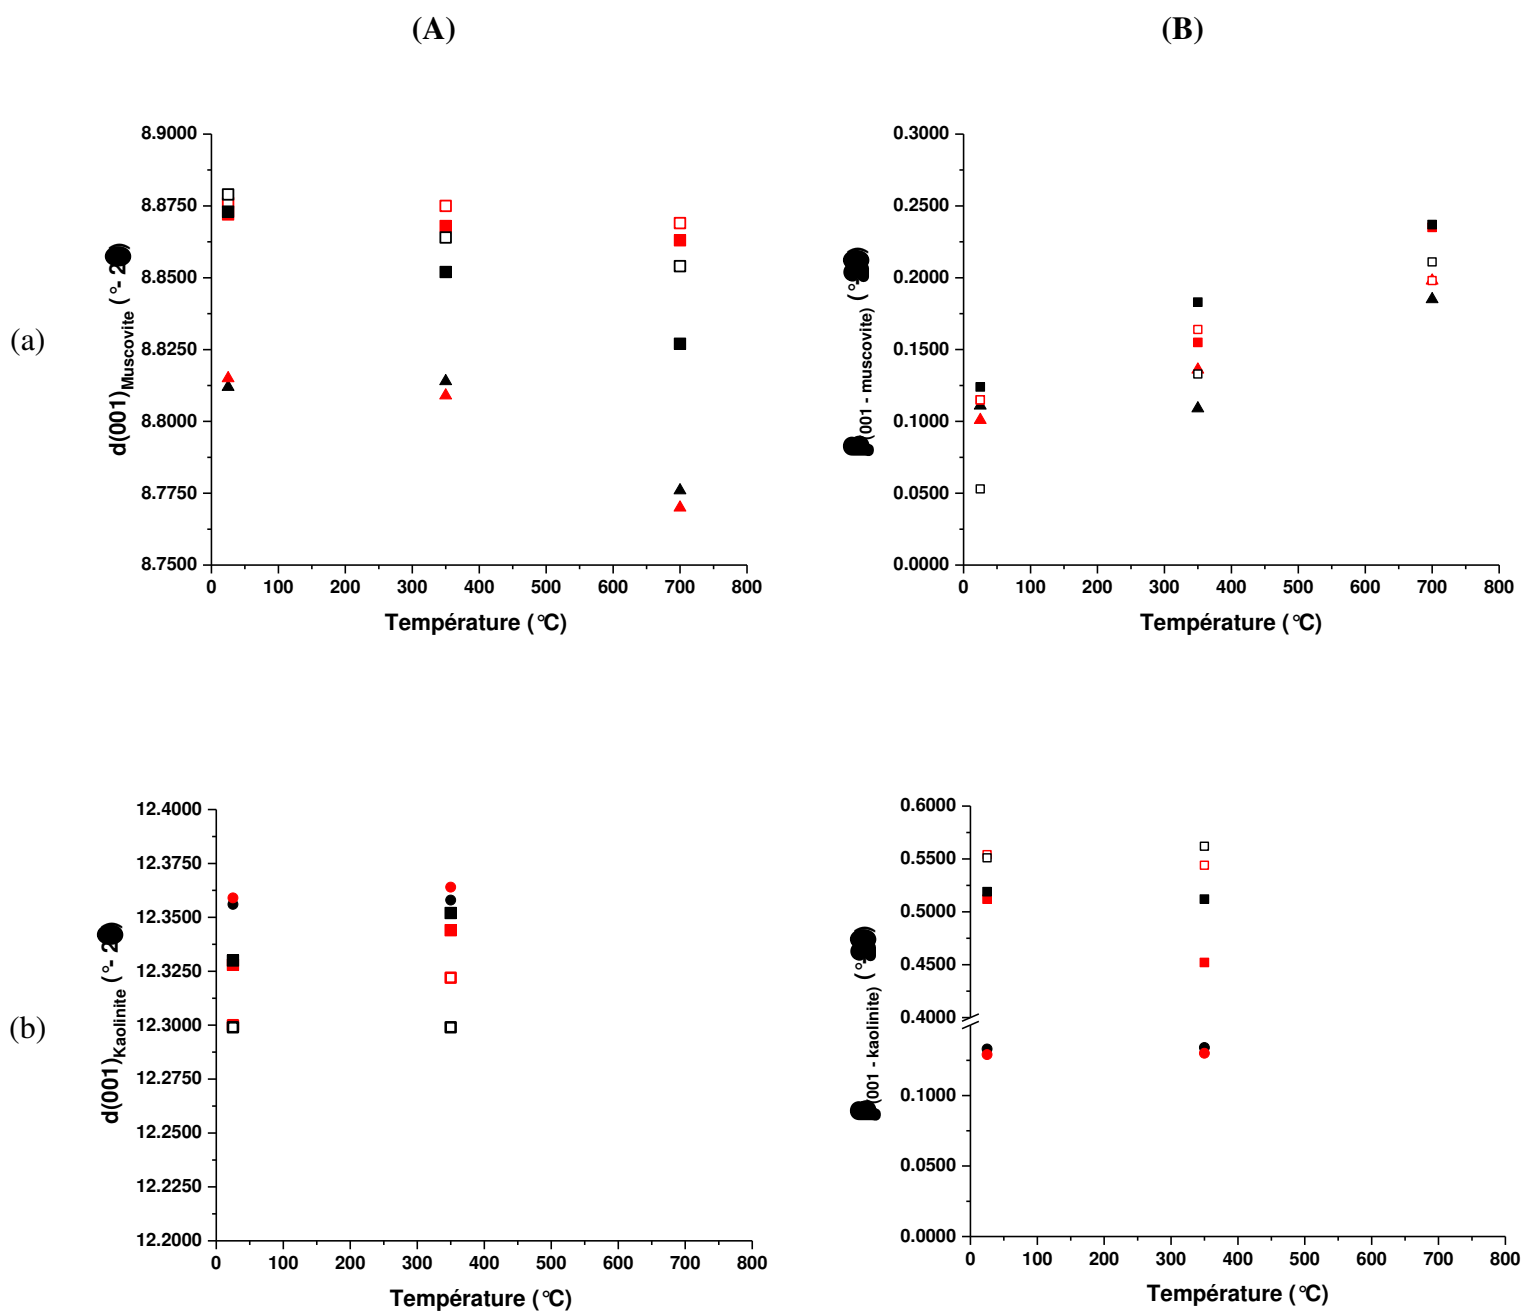 (A)
(B)
(a)
d(001)Muscovite (°- 2
8.9000
8.8750
8.8500
8.8250
8.8000
8.7750
8.7500
0 100 200 300 400 500 600 700 800
Température (°C)
(001 - muscovite) (°-
0.3000
0.2500
0.2000
0.1500
0.1000
0.0500
0.0000
0 100 200 300 400 500 600 700 800
Température (°C)
(b)
d(001)Kaolinite (°- 2
12.4000
12.3750
12.3500
12.3250
12.3000
12.2750
12.2500
12.2250
12.2000
0 100 200 300 400 500 600 700 800
Température (°C)
(001 - kaolinite) (°-
0.6000
0.5500
0.5000
0.4500
0.4000
0.1000
0.0500
0.0000
0 100 200 300 400 500 600 700 800
Température (°C)